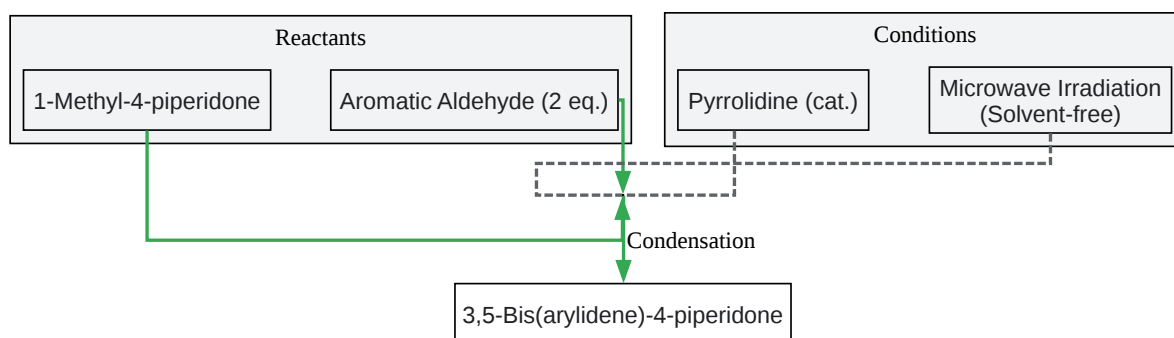 Reactants
Conditions
1-Methyl-4-piperidone
Aromatic Aldehyde (2 eq.)
Pyrrolidine (cat.)
Microwave Irradiation
(Solvent-free)
Condensation
3,5-Bis(arylidene)-4-piperidone